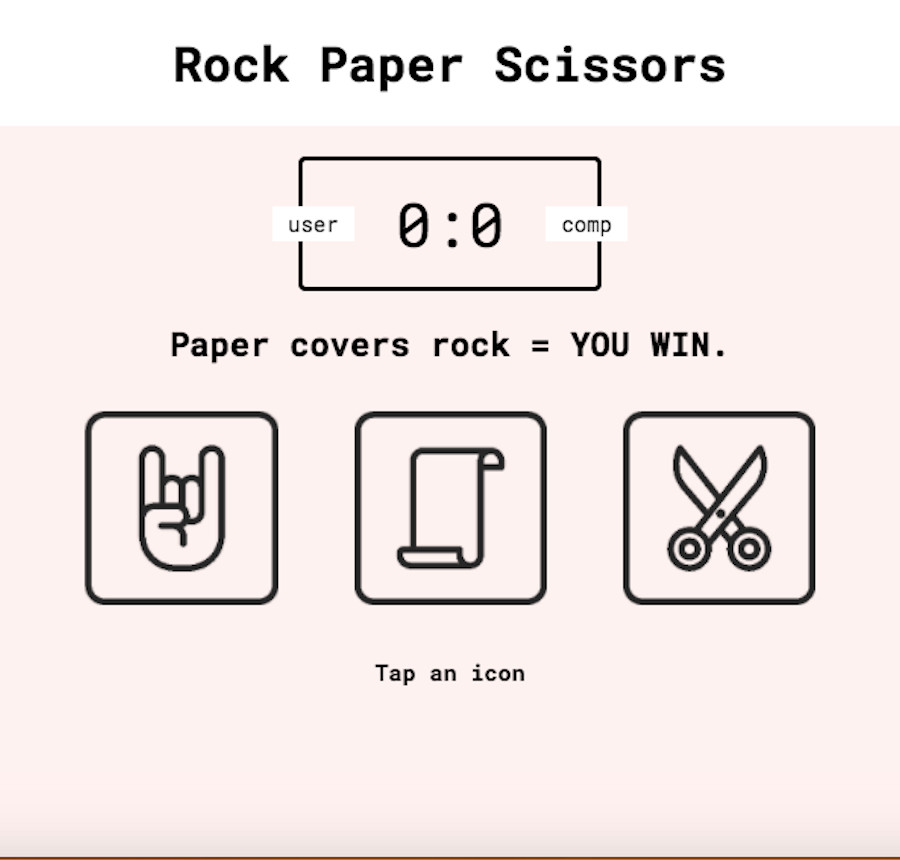 Rock Paper Scissors
user 0:0 comp
Paper covers rock = YOU WIN.
Tap an icon